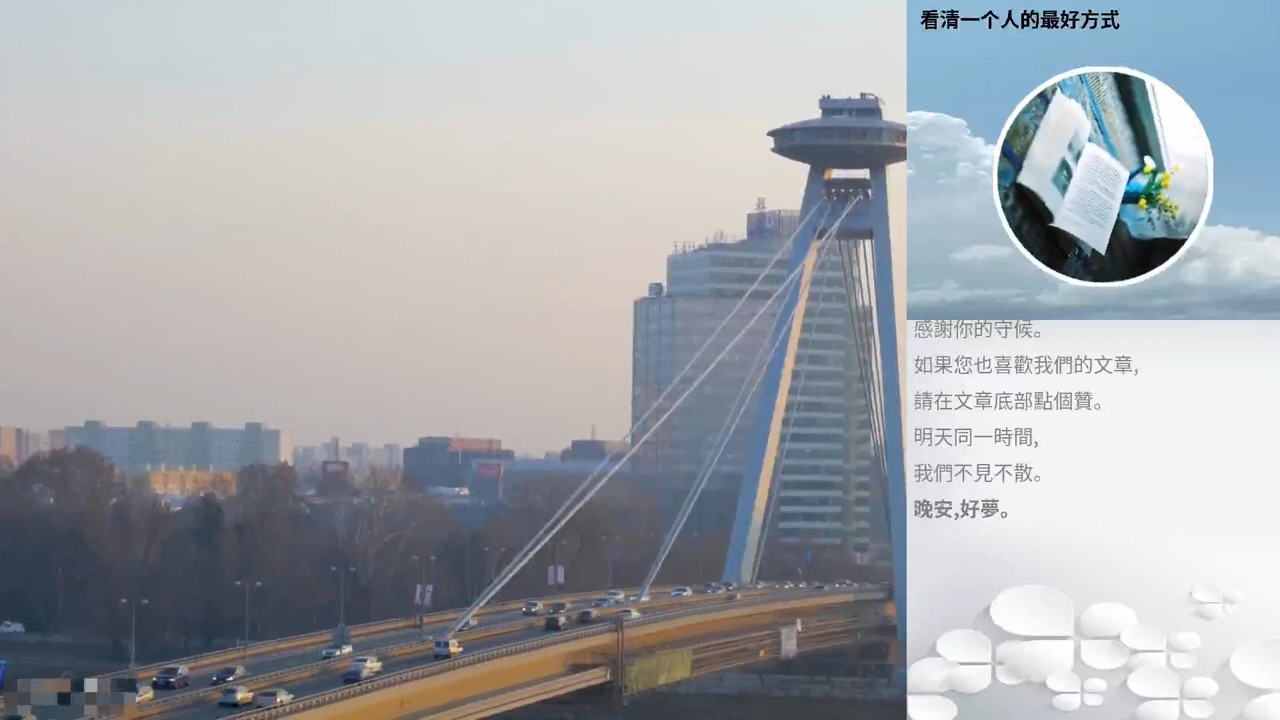 看清一个人的最好方式
感謝你的守候。
如果您也喜歡我們的文章,
請在文章底部點個贊。
明天同一時間,
我們不見不散。
晚安,好夢。